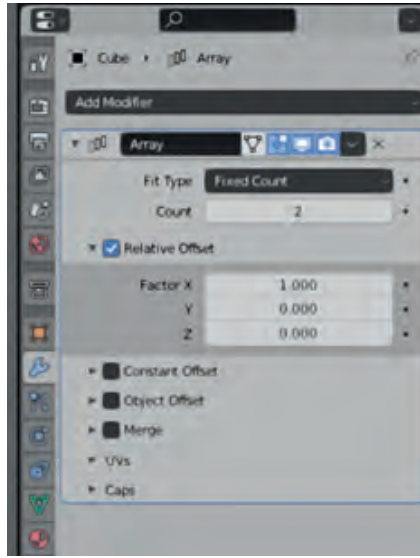 Cube › Array
Add Modifier
Array
Fit Type Fixed Count
Count 2
Relative Offset
Factor X 1.000
Y 0.000
Z 0.000
Constant Offset
Object Offset
Merge
UVs
Caps